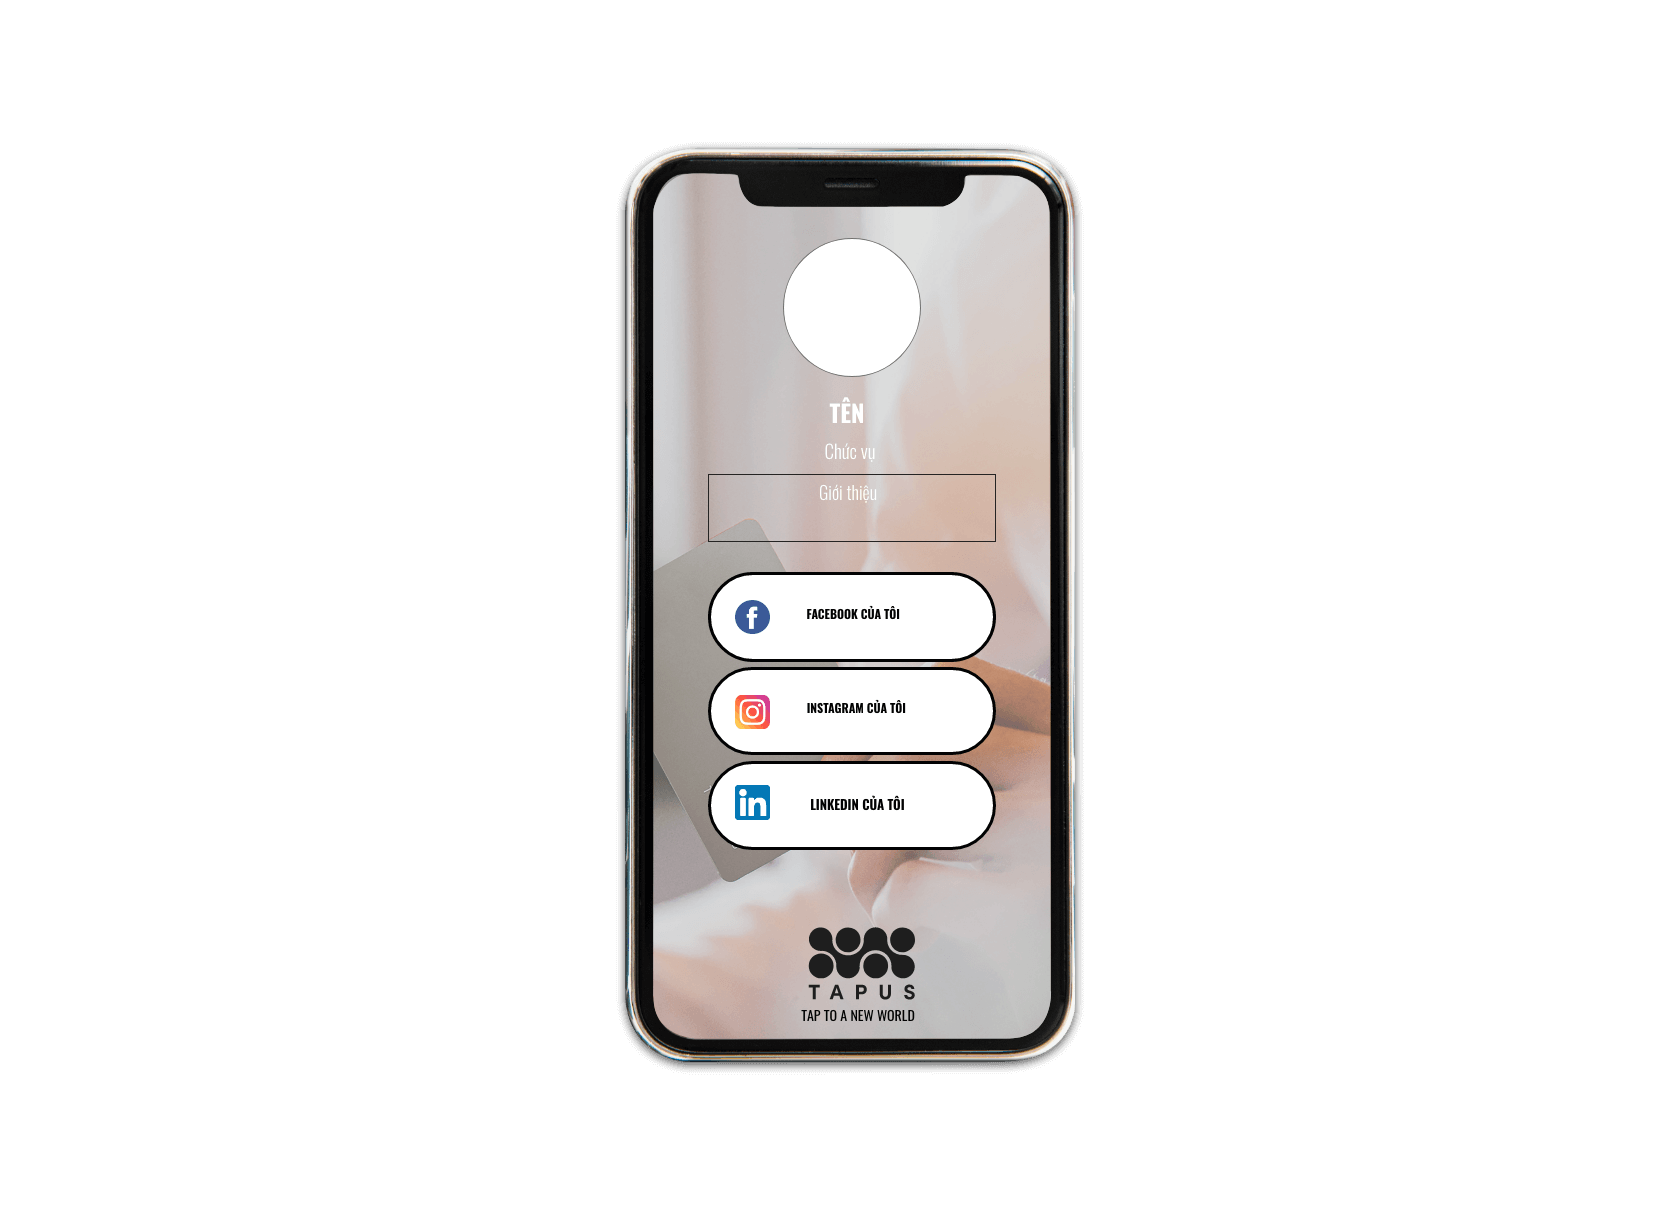 TÊN
Chức vụ
Giới thiệu
FACEBOOK CỦA TÔI
INSTAGRAM CỦA TÔI
LINKEDIN CỦA TÔI
TAPUS
TAP TO A NEW WORLD